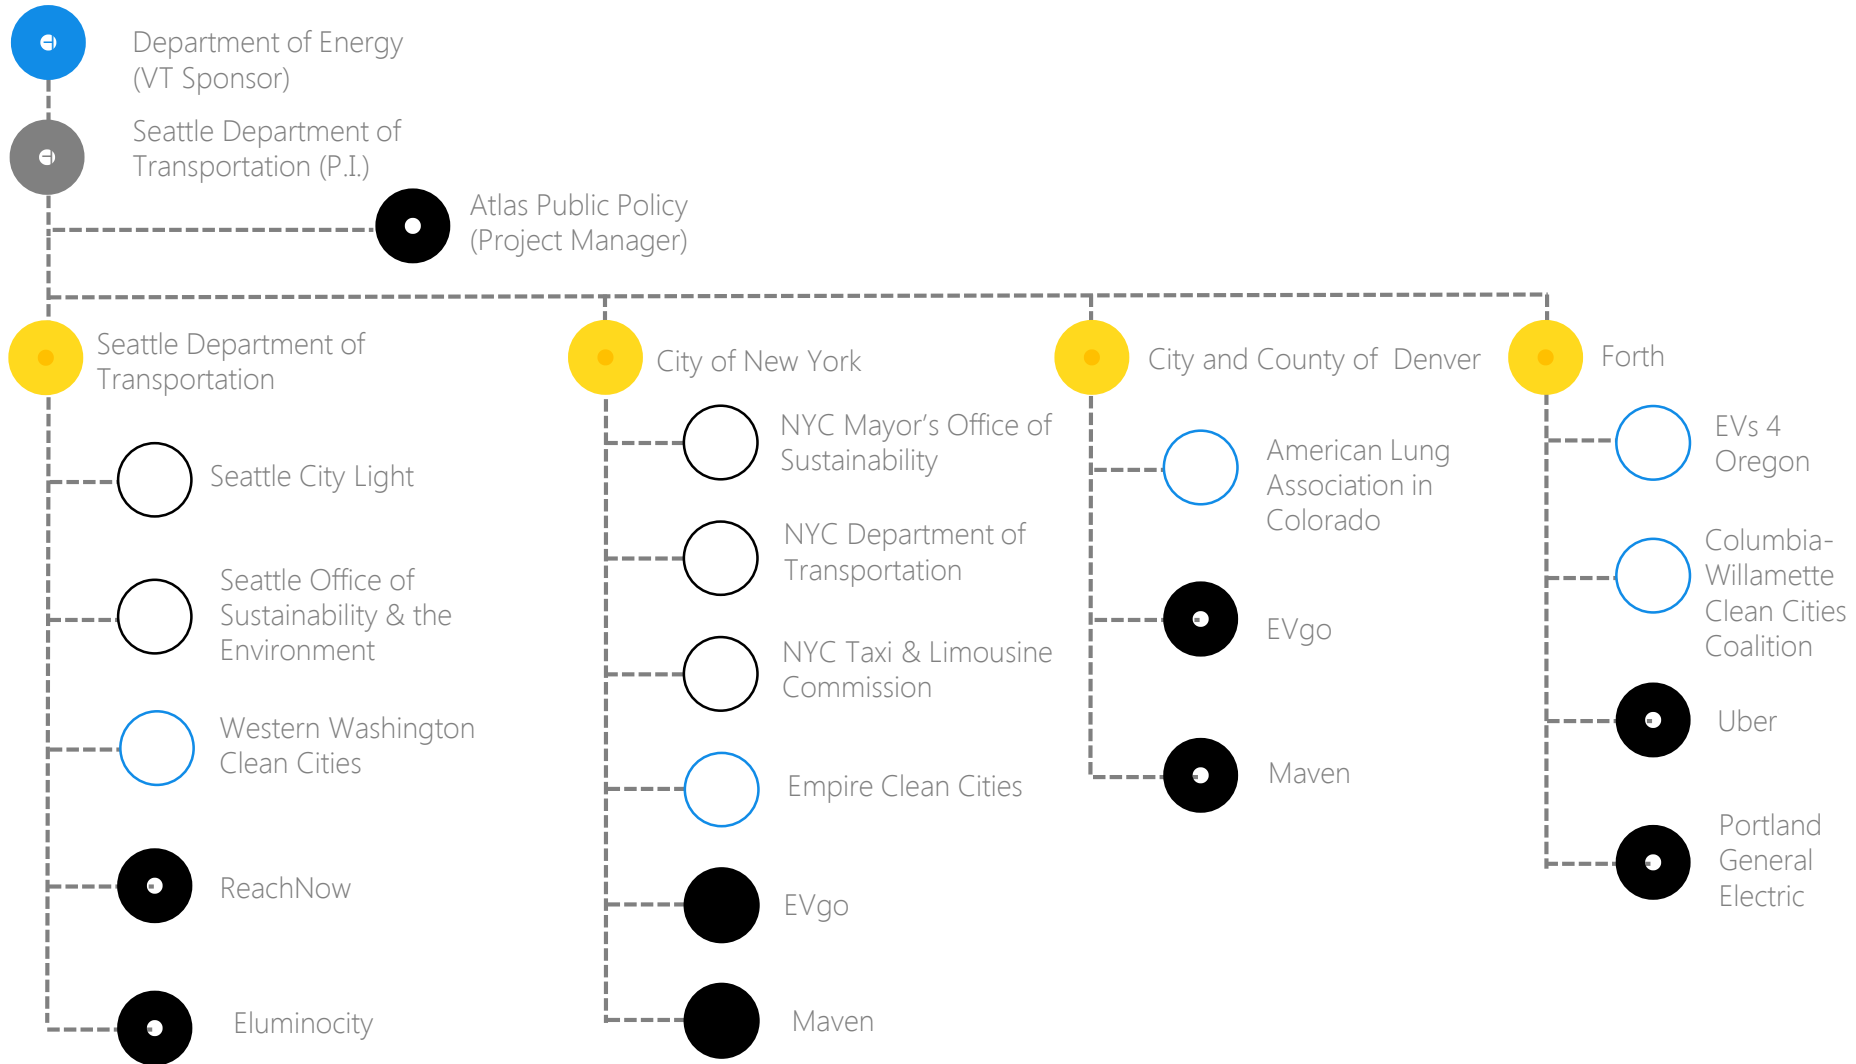 Department of Energy
(VT Sponsor)
Seattle Department of
Transportation (P.I.)
Atlas Public Policy
(Project Manager)
Seattle Department of
Transportation
Seattle City Light
Seattle Office of
Sustainability & the
Environment
Western Washington
Clean Cities
ReachNow
Eluminocity
City of New York
NYC Mayor's Office of
Sustainability
NYC Department of
Transportation
NYC Taxi & Limousine
Commission
Empire Clean Cities
EVgo
Maven
City and County of Denver
American Lung
Association in
Colorado
EVgo
Maven
Forth
EVs 4
Oregon
Columbia-
Willamette
Clean Cities
Coalition
Uber
Portland
General
Electric